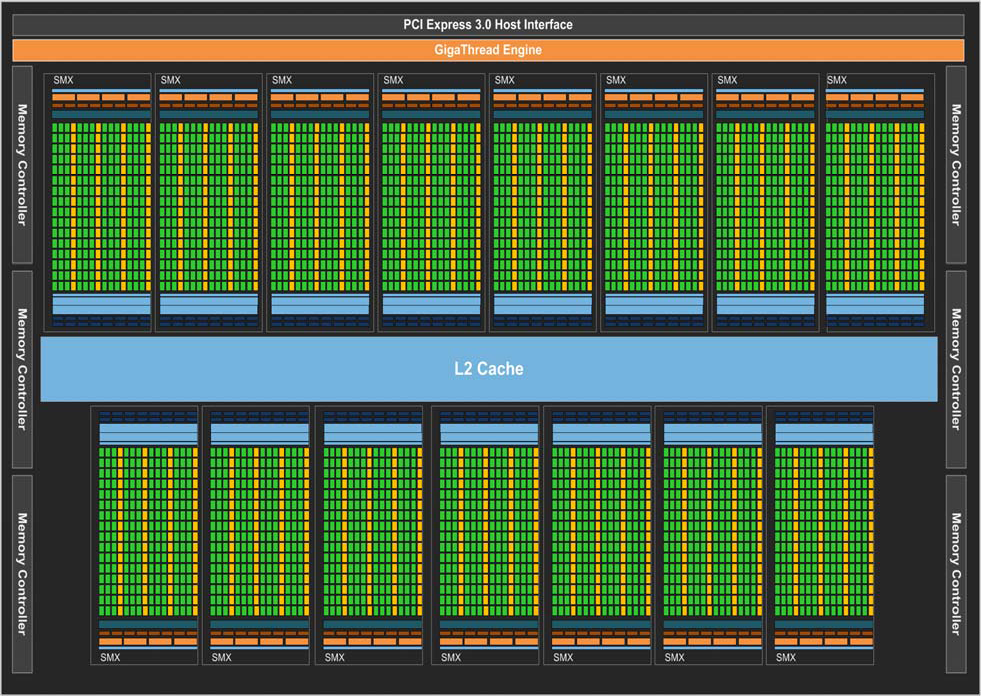 PCI Express 3.0 Host Interface
GigaThread Engine
SMX
SMX
SMX
SMX
SMX
SMX
SMX
SMX
Memory Controller
Memory Controller
Memory Controller
Memory Controller
L2 Cache
Memory Controller
Memory Controller
SMX
SMX
SMX
SMX
SMX
SMX
SMX